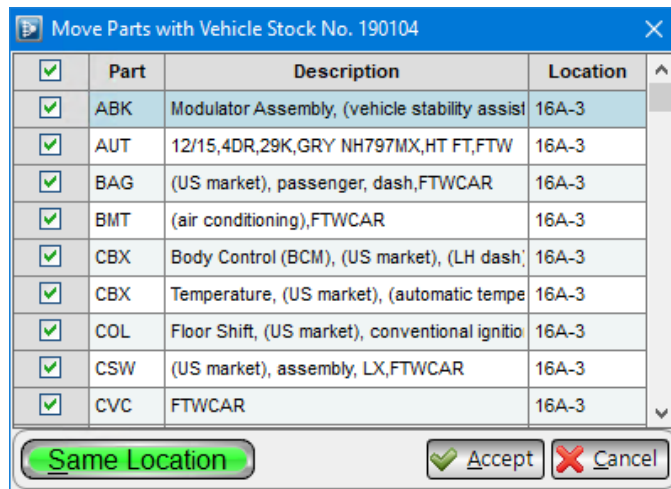 Move Parts with Vehicle Stock No. 190104
Part Description Location
ABK Modulator Assembly, (vehicle stability assist 16A-3
AUT 12/15,4DR,29K,GRY NH797MX,HT FT,FTW 16A-3
BAG (US market), passenger, dash,FTWCAR 16A-3
BMT (air conditioning),FTWCAR 16A-3
CBX Body Control (BCM), (US market), (LH dash) 16A-3
CBX Temperature, (US market), (automatic tempe 16A-3
COL Floor Shift, (US market), conventional ignitio 16A-3
CSW (US market), assembly, LX,FTWCAR 16A-3
CVC FTWCAR 16A-3
Same Location Accept Cancel